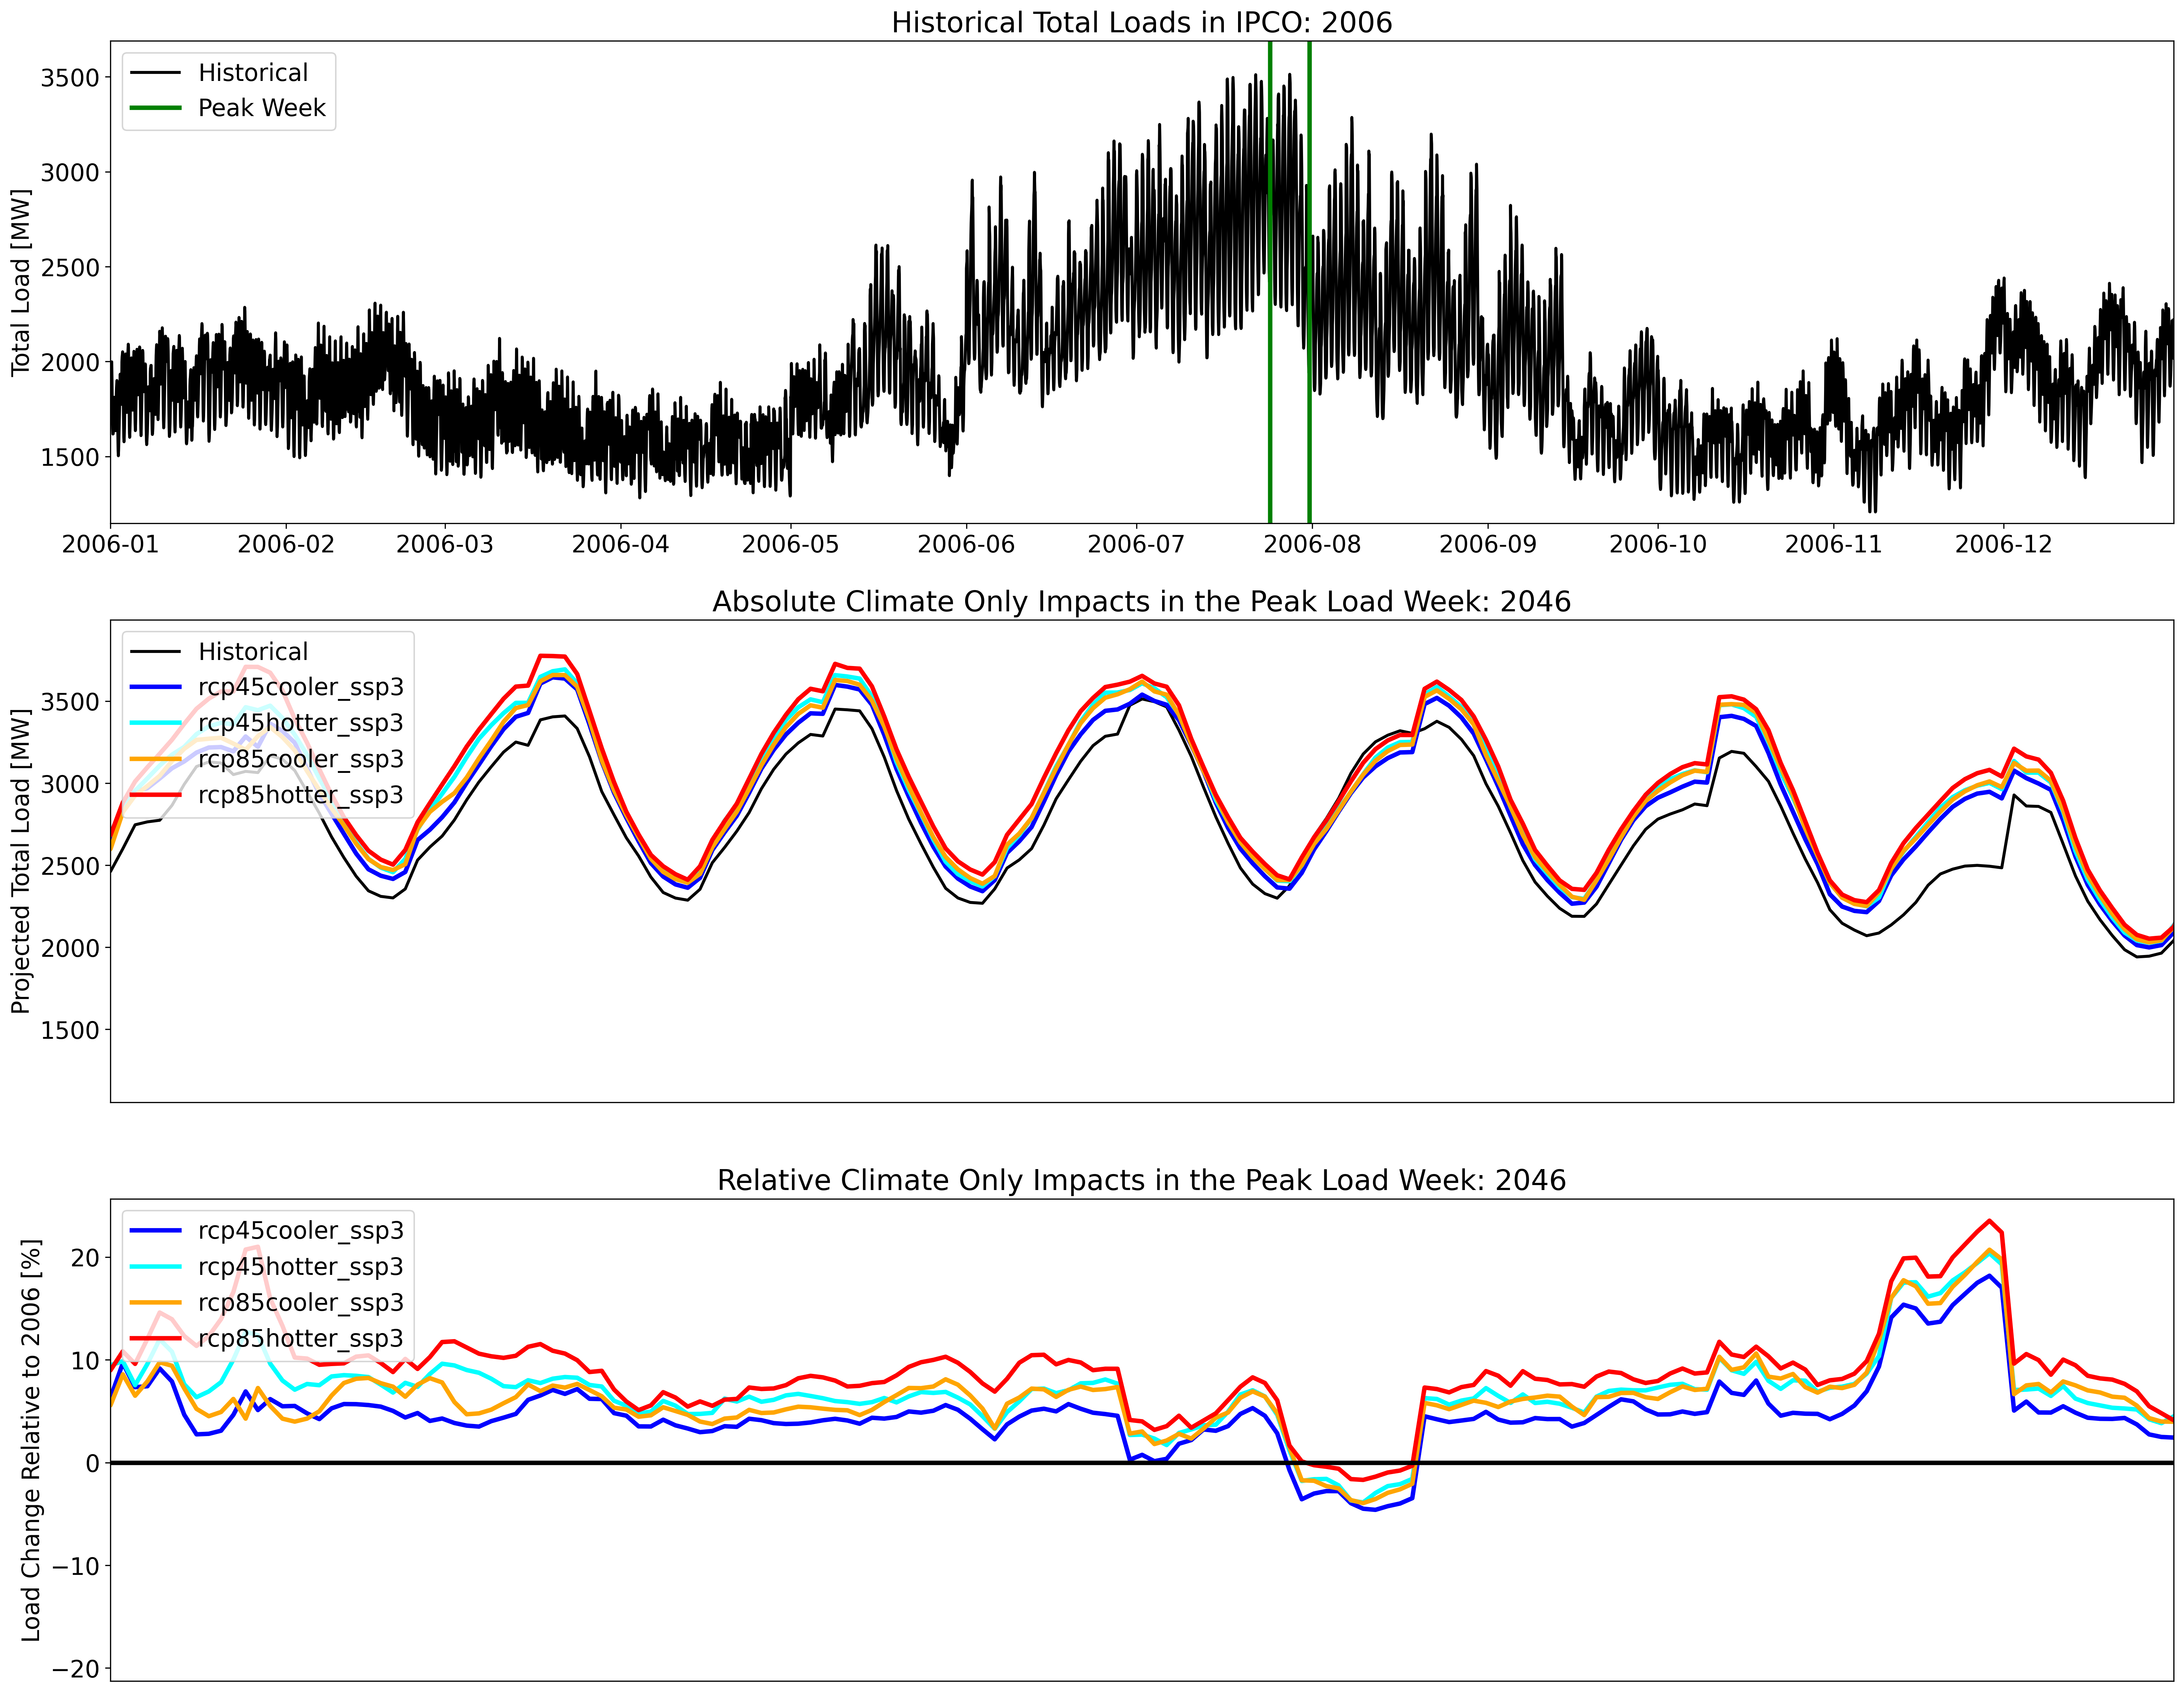 Historical Total Loads in IPCO: 2006
Historical
Peak Week
Total Load [MW]
3500
3000
2500
2000
1500
2006-01 2006-02 2006-03 2006-04 2006-05 2006-06 2006-07 2006-08 2006-09 2006-10 2006-11 2006-12
Absolute Climate Only Impacts in the Peak Load Week: 2046
Historical
rcp45cooler_ssp3
rcp45hotter_ssp3
rcp85cooler_ssp3
rcp85hotter_ssp3
Projected Total Load [MW]
3500
3000
2500
2000
1500
Relative Climate Only Impacts in the Peak Load Week: 2046
rcp45cooler_ssp3
rcp45hotter_ssp3
rcp85cooler_ssp3
rcp85hotter_ssp3
Load Change Relative to 2006 [%]
20
10
0
−10
−20